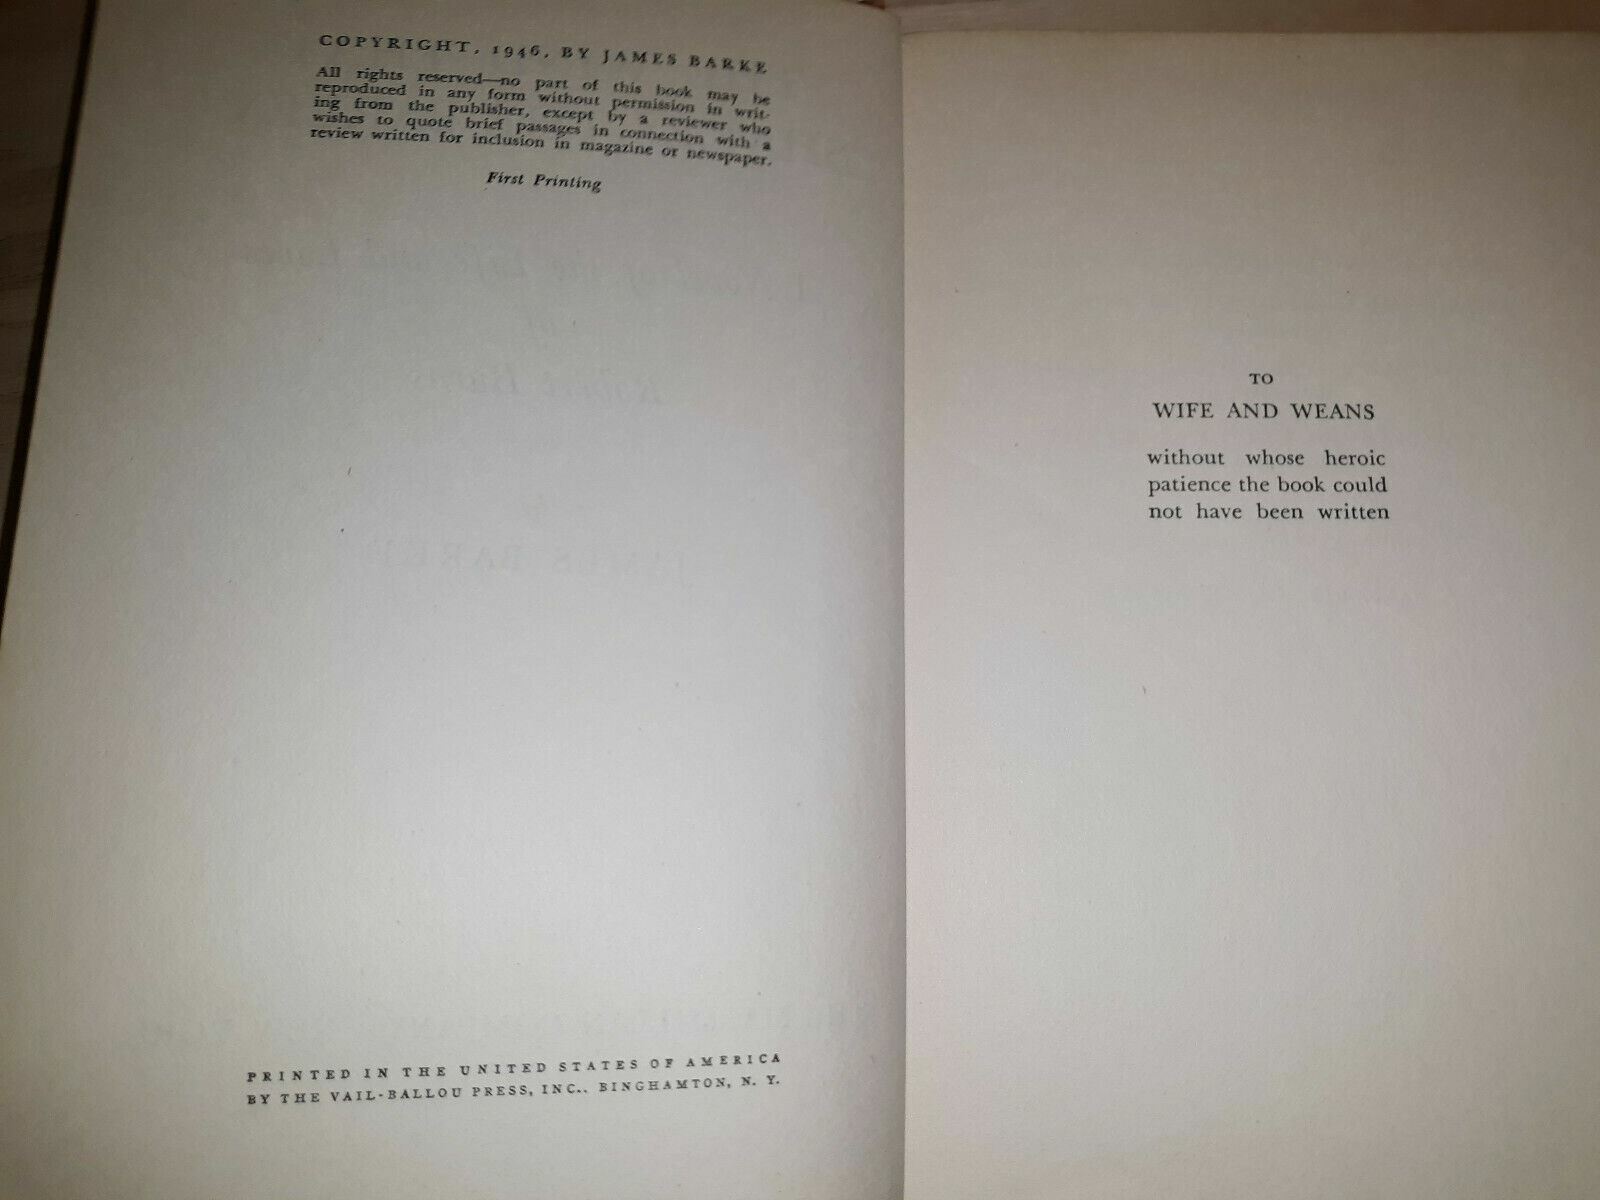 COPYRIGHT, 1946, BY JAMES BARKE
All rights reserved—no part of this book may be
reproduced in any form without permission in writ-
ing from the publisher, except by a reviewer who
wishes to quote brief passages in connection with a
review written for inclusion in magazine or newspaper.
First Printing
PRINTED IN THE UNITED STATES OF AMERICA
BY THE VAIL-BALLOU PRESS, INC., BINGHAMTON, N. Y.
TO
WIFE AND WEANS
without whose heroic
patience the book could
not have been written